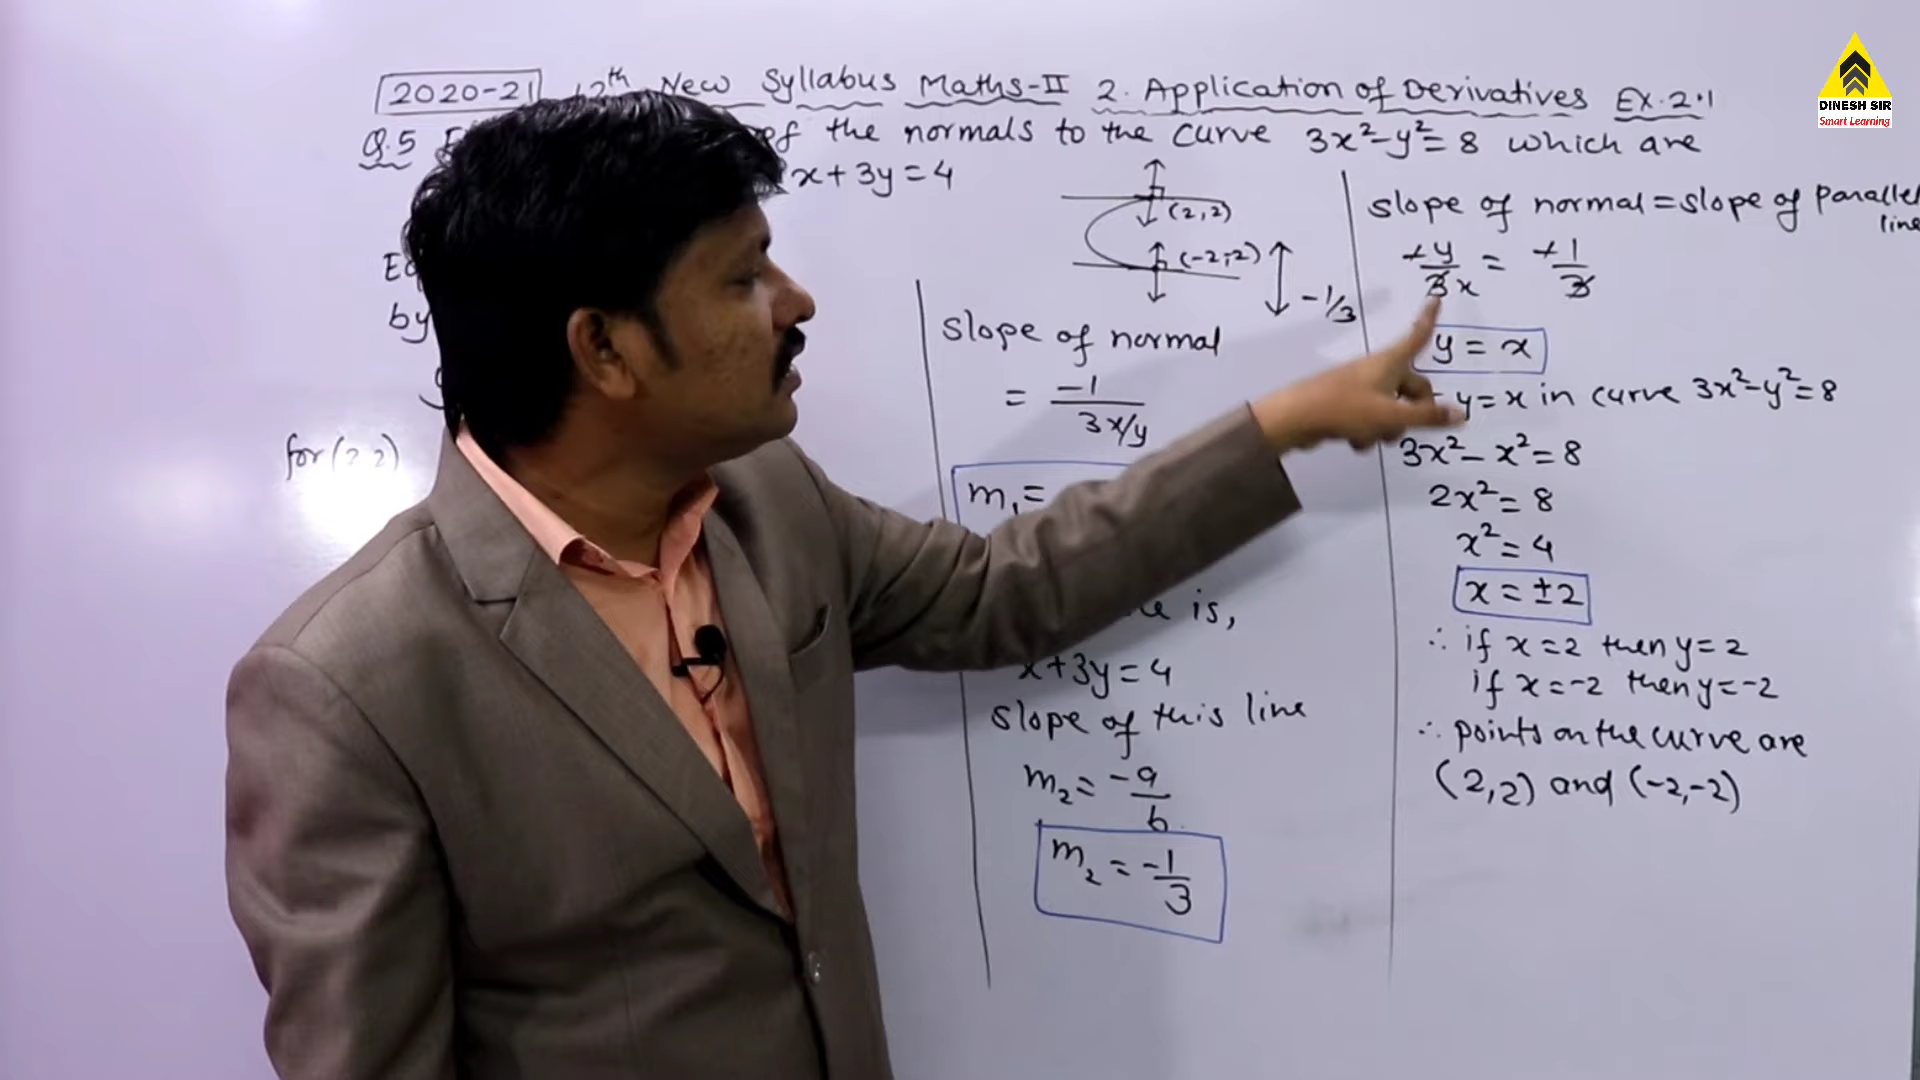 2020-21 12th New Syllabus Maths-II 2. Application of Derivatives Ex. 2.1
Q.5 of the normals to the curve 3x²-y²=8 which are
x+3y=4
by
for (2,2)
(2,2)
(-2,-2)
-1/3
slope of normal
= -1/(3x/y)
m₁=
is,
x+3y=4
slope of this line
m₂= -a/b
m₂ = -1/3
slope of normal=slope of parallel
line
+y/3x = +1/3
y = x
y=x in curve 3x²-y²=8
3x²-x²=8
2x²=8
x²=4
x=±2
∴ if x=2 then y=2
if x=-2 then y=-2
∴ points on the curve are
(2,2) and (-2,-2)
DINESH SIR
Smart Learning